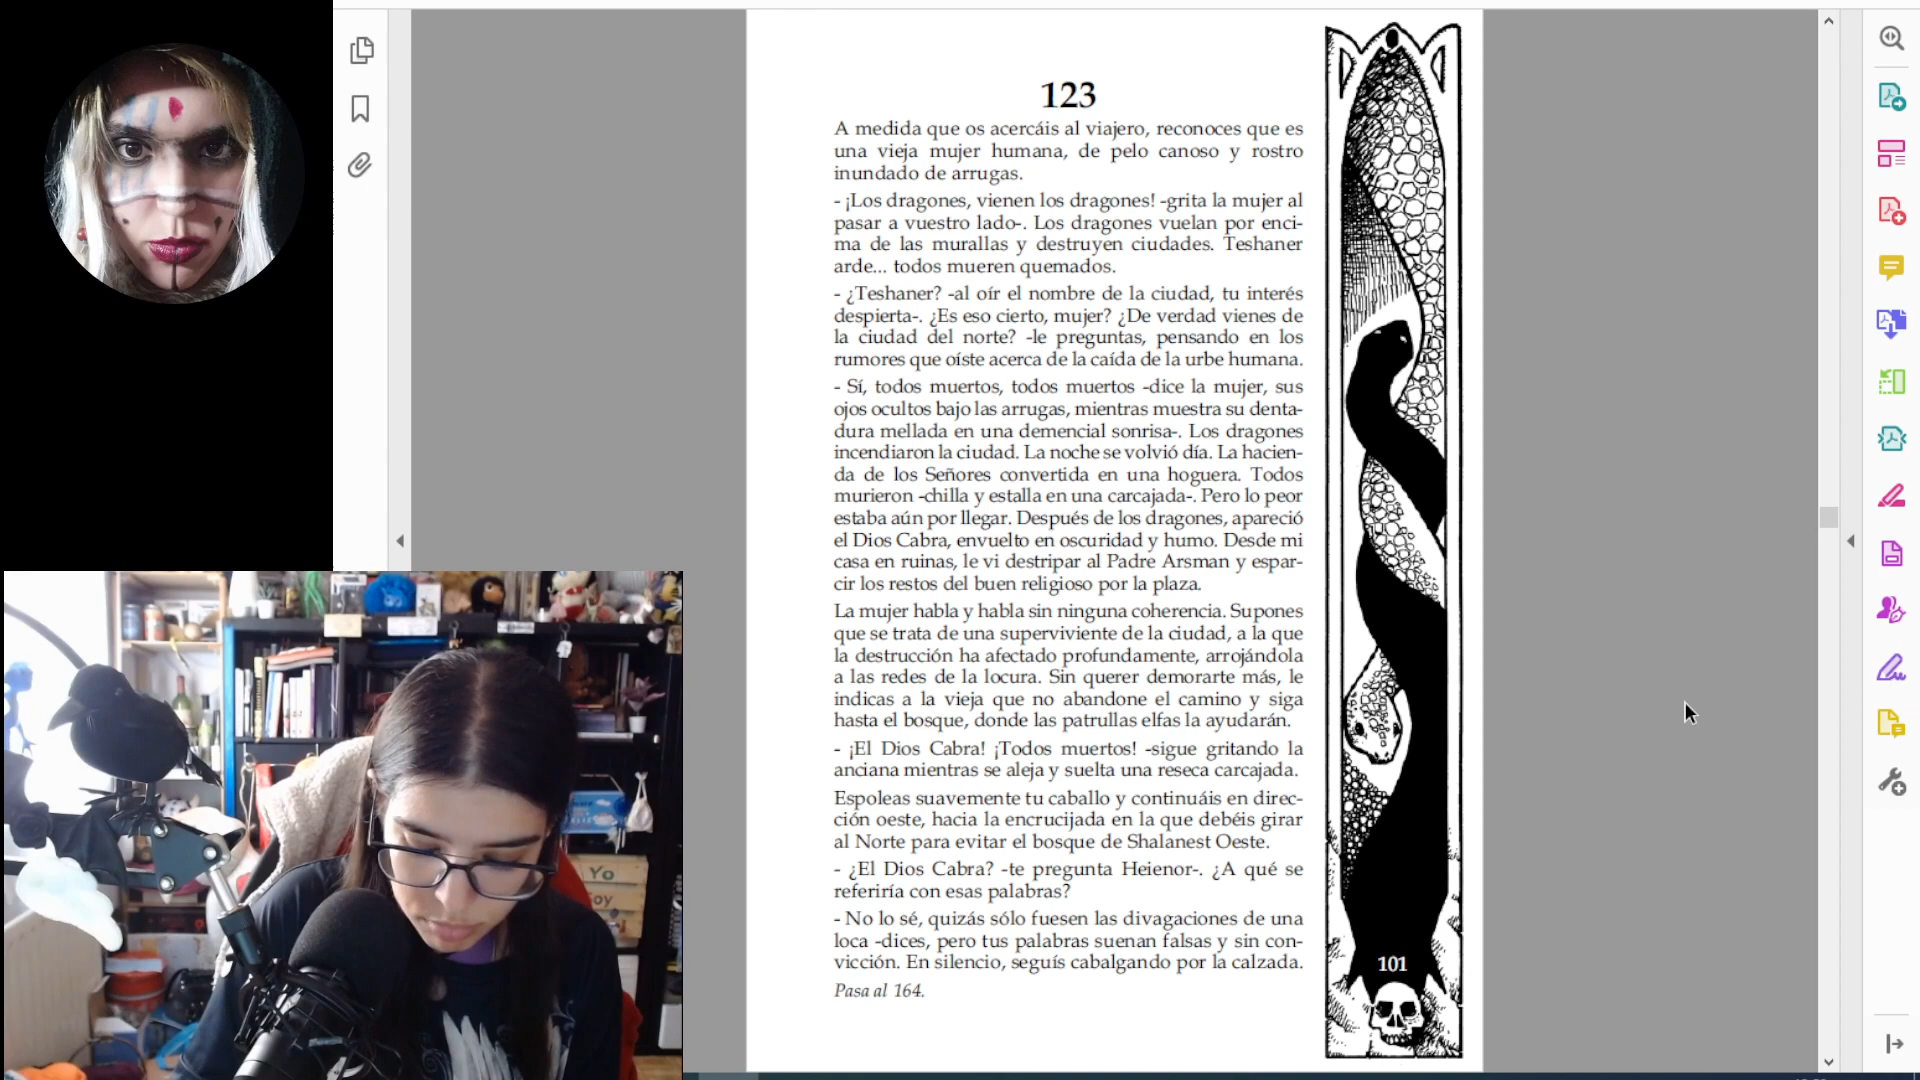 123
A medida que os acercáis al viajero, reconoces que es
una vieja mujer humana, de pelo canoso y rostro
inundado de arrugas.
- ¡Los dragones, vienen los dragones! -grita la mujer al
pasar a vuestro lado-. Los dragones vuelan por enci-
ma de las murallas y destruyen ciudades. Teshaner
arde... todos mueren quemados.
- ¿Teshaner? -al oír el nombre de la ciudad, tu interés
despierta-. ¿Es eso cierto, mujer? ¿De verdad vienes de
la ciudad del norte? -le preguntas, pensando en los
rumores que oíste acerca de la caída de la urbe humana.
- Sí, todos muertos, todos muertos -dice la mujer, sus
ojos ocultos bajo las arrugas, mientras muestra su denta-
dura mellada en una demencial sonrisa-. Los dragones
incendiaron la ciudad. La noche se volvió día. La hacien-
da de los Señores convertida en una hoguera. Todos
murieron -chilla y estalla en una carcajada-. Pero lo peor
estaba aún por llegar. Después de los dragones, apareció
el Dios Cabra, envuelto en oscuridad y humo. Desde mi
casa en ruinas, le vi destripar al Padre Arsman y espar-
cir los restos del buen religioso por la plaza.
La mujer habla y habla sin ninguna coherencia. Supones
que se trata de una superviviente de la ciudad, a la que
la destrucción ha afectado profundamente, arrojándola
a las redes de la locura. Sin querer demorarte más, le
indicas a la vieja que no abandone el camino y siga
hasta el bosque, donde las patrullas elfas la ayudarán.
- ¡El Dios Cabra! ¡Todos muertos! -sigue gritando la
anciana mientras se aleja y suelta una reseca carcajada.
Espoleas suavemente tu caballo y continuáis en direc-
ción oeste, hacia la encrucijada en la que debéis girar
al Norte para evitar el bosque de Shalanest Oeste.
- ¿El Dios Cabra? -te pregunta Heienor-. ¿A qué se
referiría con esas palabras?
- No lo sé, quizás sólo fuesen las divagaciones de una
loca -dices, pero tus palabras suenan falsas y sin con-
vicción. En silencio, seguís cabalgando por la calzada.
Pasa al 164.
101
Yo
Soy